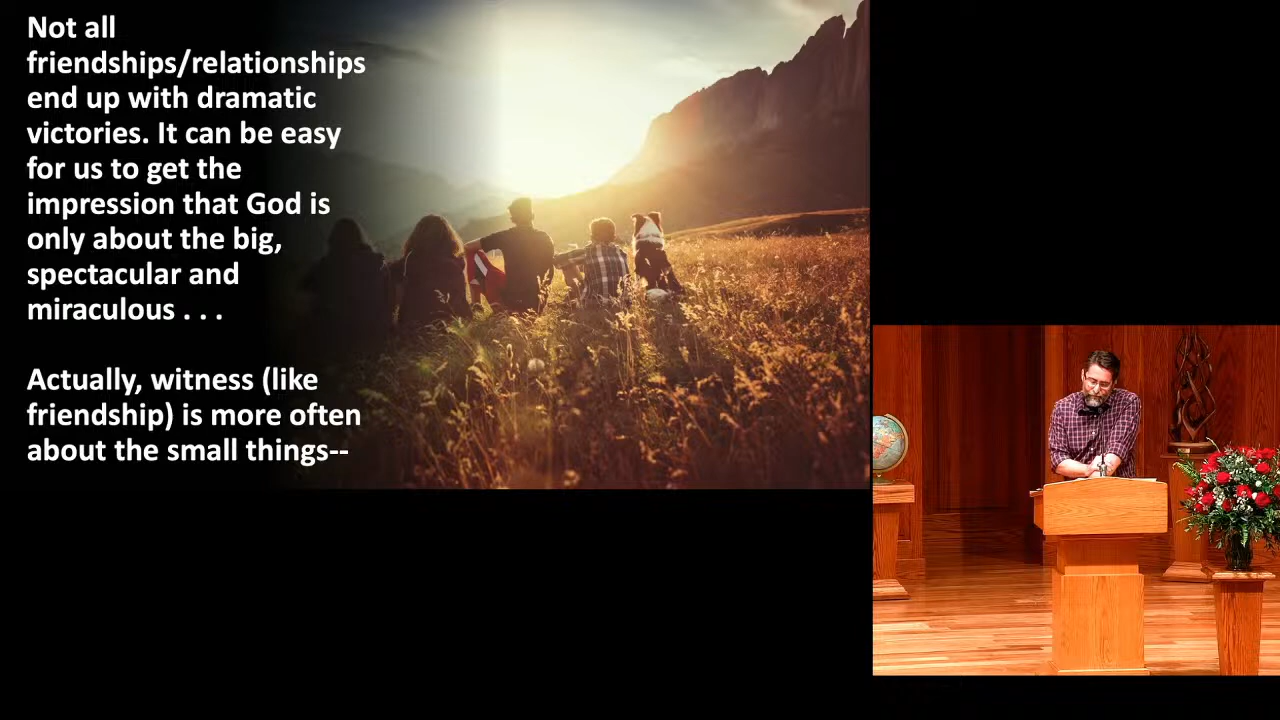 Not all
friendships/relationships
end up with dramatic
victories. It can be easy
for us to get the
impression that God is
only about the big,
spectacular and
miraculous . . .
Actually, witness (like
friendship) is more often
about the small things--